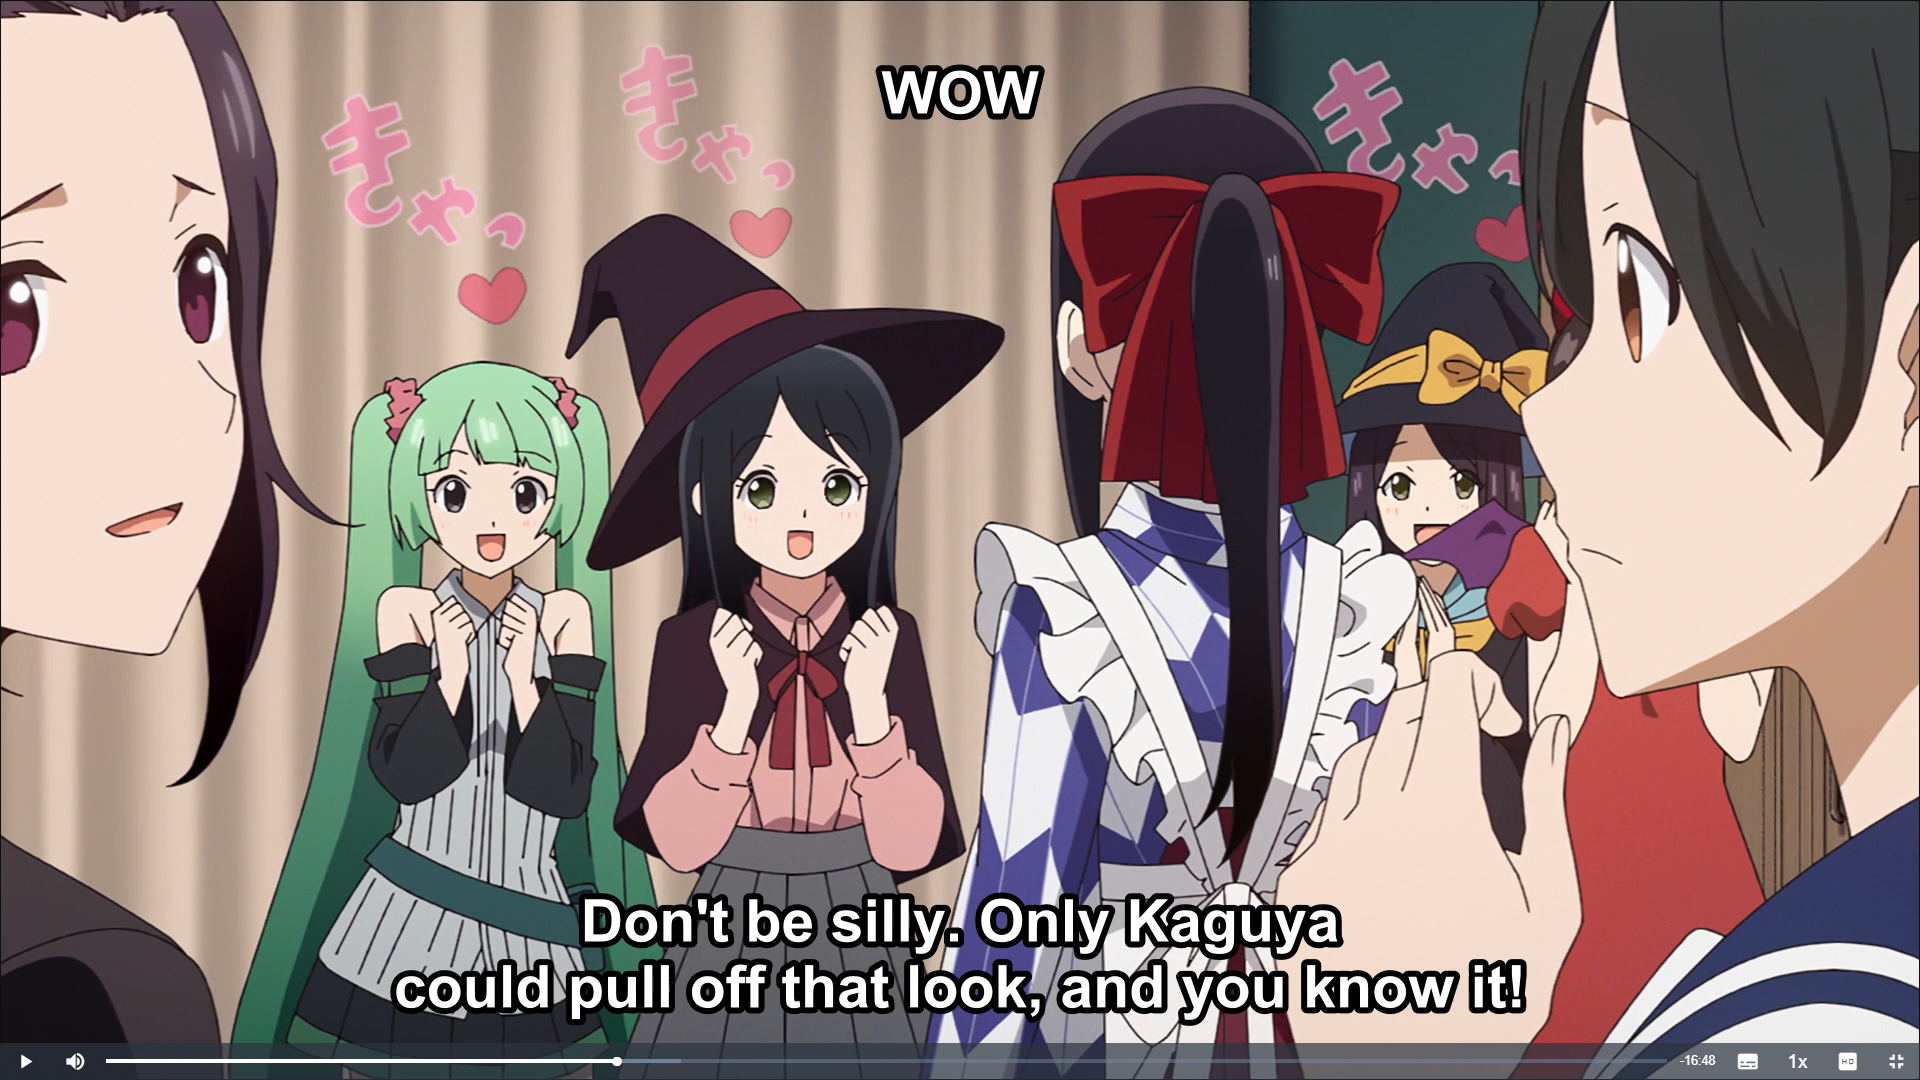 きゃっ
きゃっ
WOW
きゃっ
Don't be silly. Only Kaguya
could pull off that look, and you know it!
-16:48
1x
HD